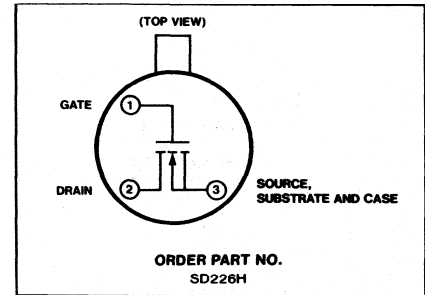 (TOP VIEW)
GATE
1
DRAIN
2
3
SOURCE,
SUBSTRATE AND CASE
ORDER PART NO.
SD226H